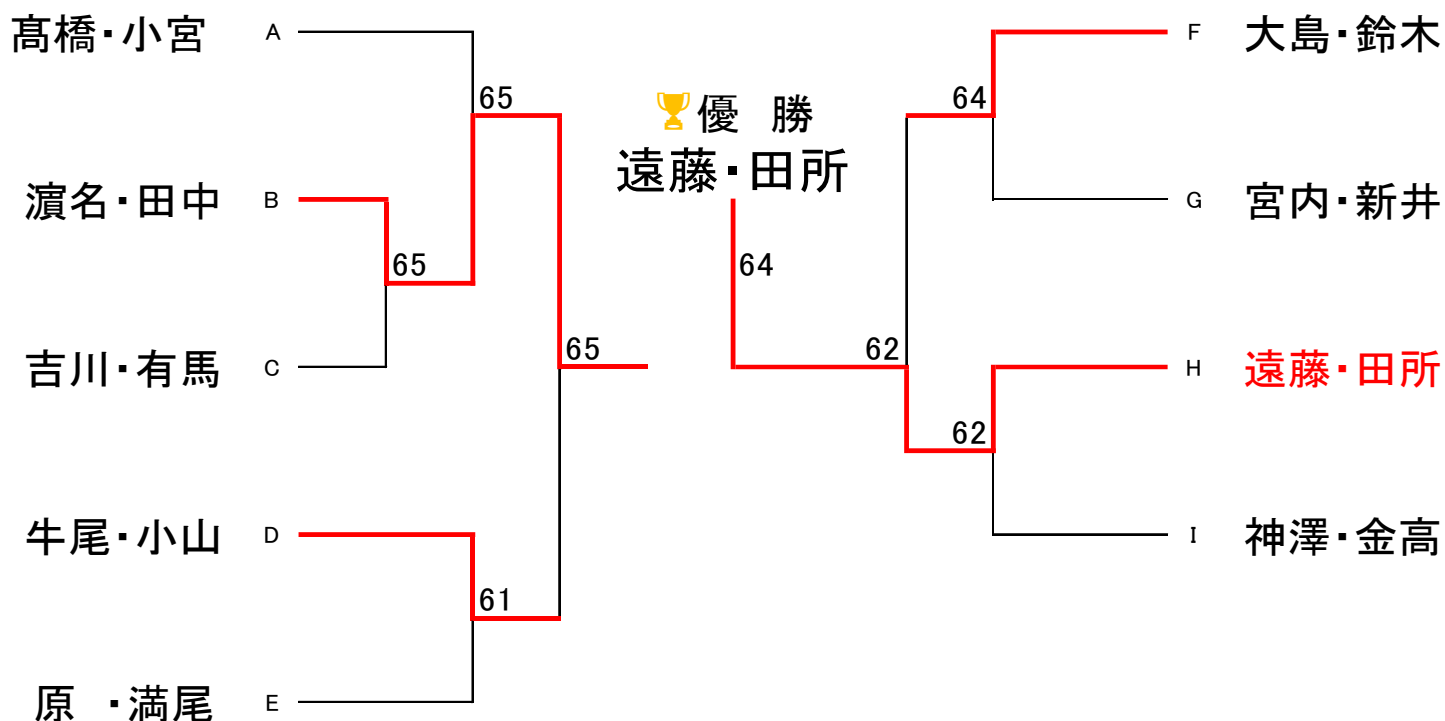 髙橋・小宮 A
65
濵名・田中 B
65
吉川・有馬 C
65
牛尾・小山 D
61
原 ・満尾 E
🏆優 勝
遠藤・田所
64
F 大島・鈴木
64
G 宮内・新井
62
H 遠藤・田所
62
I 神澤・金高